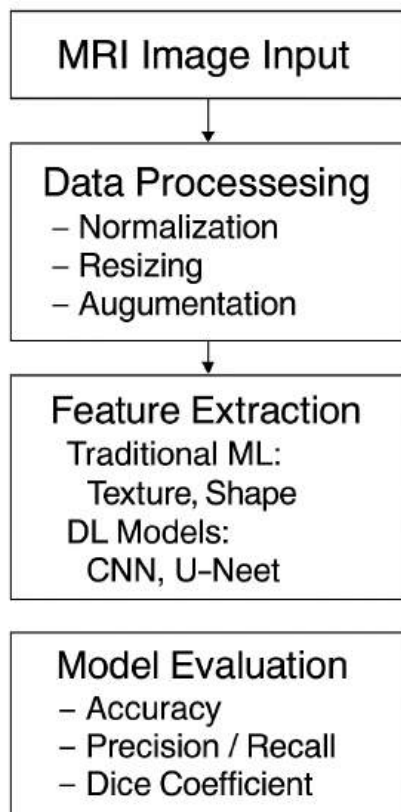 MRI Image Input
Data Processesing
– Normalization
– Resizing
– Augumentation
Feature Extraction
Traditional ML:
Texture, Shape
DL Models:
CNN, U–Neet
Model Evaluation
– Accuracy
– Precision / Recall
– Dice Coefficient